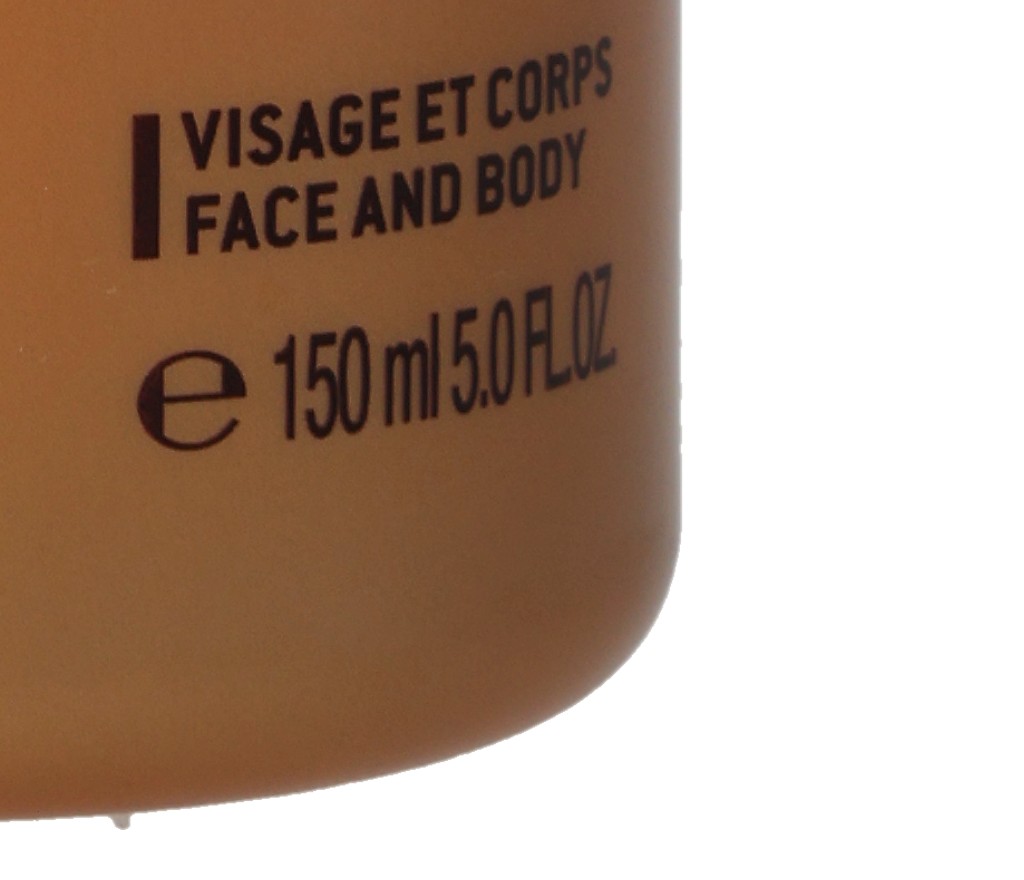 VISAGE ET CORPS
FACE AND BODY
℮ 150 ml 5.0 FL.OZ.